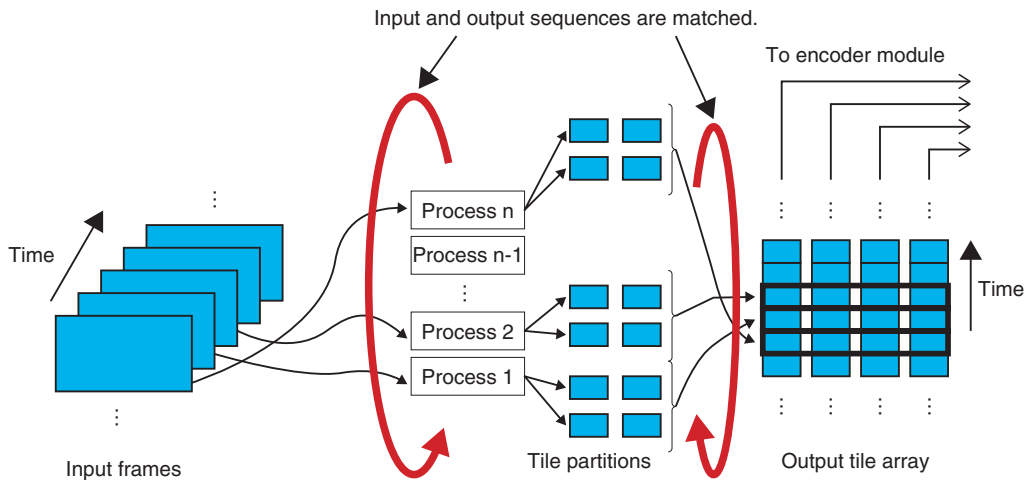 Input and output sequences are matched.
To encoder module
Time
Process n
Process n-1
Process 2
Process 1
Time
Input frames
Tile partitions
Output tile array